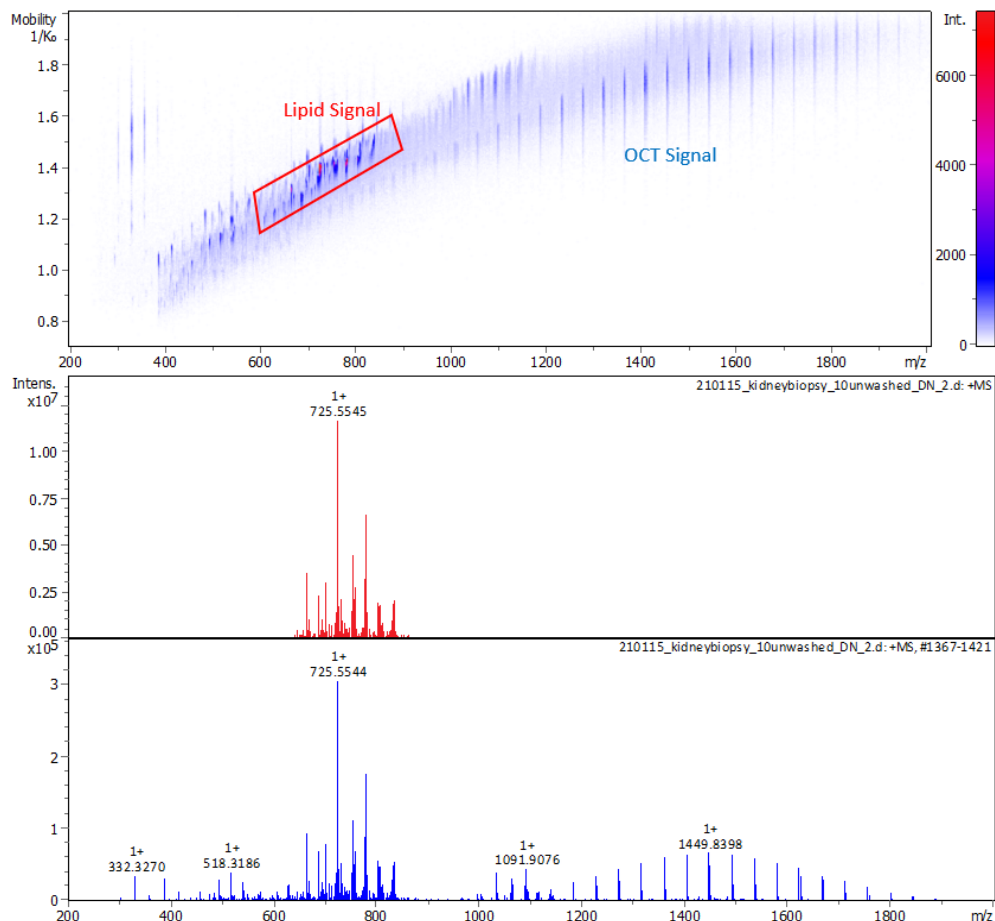 Mobility
1/K₀
Int.
1.8
6000
1.6
Lipid Signal
1.4
OCT Signal
4000
1.2
2000
1.0
0.8
0
200 400 600 800 1000 1200 1400 1600 1800 m/z
Intens.
x10⁷
210115_kidneybiopsy_10unwashed_DN_2.d: +MS
1+
725.5545
1.00
0.75
0.50
0.25
0.00
x10⁵
210115_kidneybiopsy_10unwashed_DN_2.d: +MS, #1367-1421
1+
725.5544
3
2
1
1+
332.3270
1+
518.3186
1+
1091.9076
1+
1449.8398
0
200 400 600 800 1000 1200 1400 1600 1800 m/z